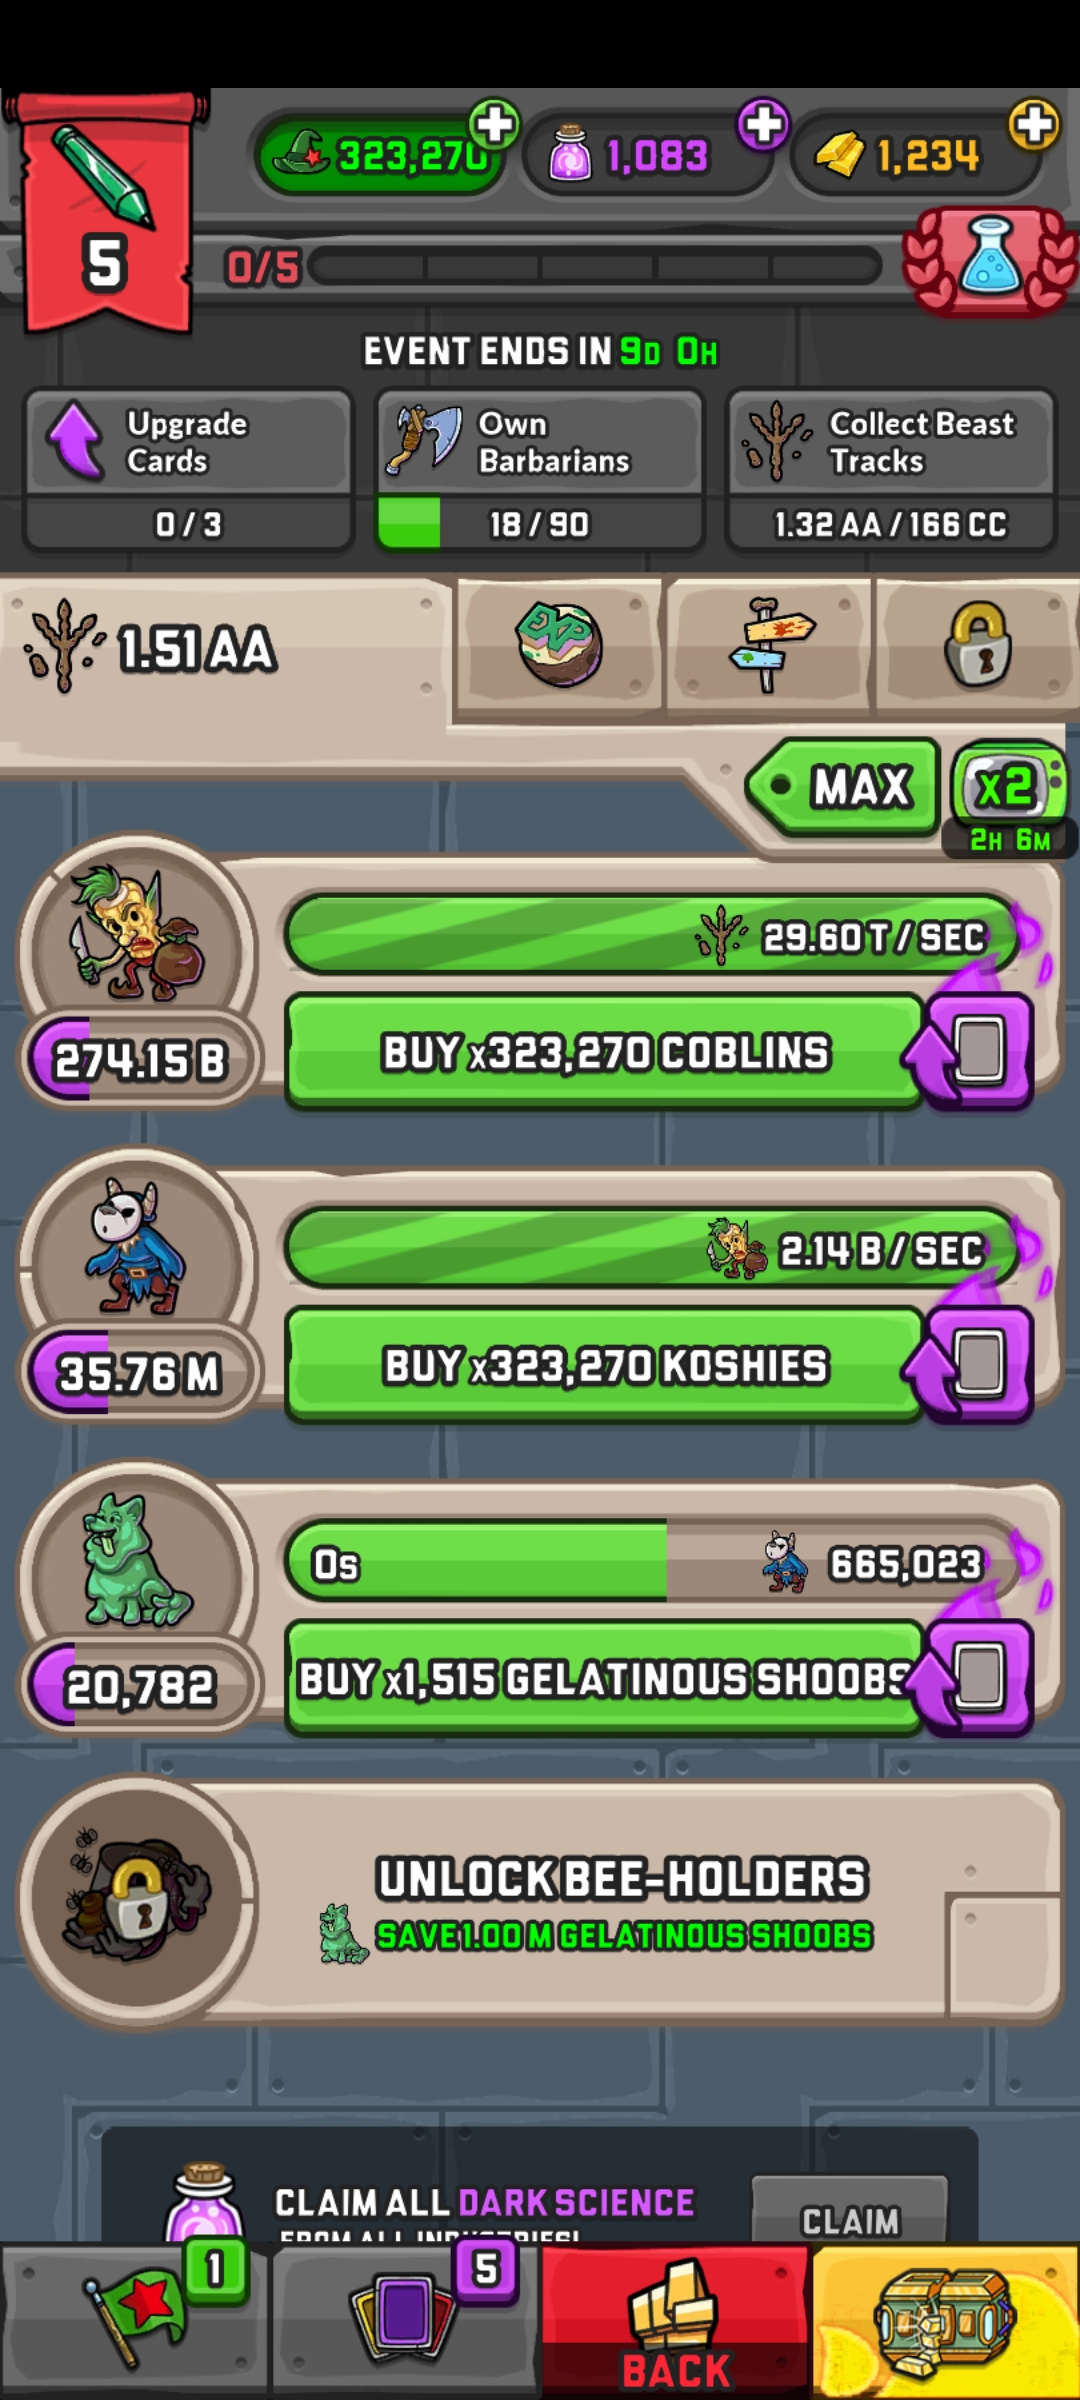 323,270
1,083
1,234
5
0/5
EVENT ENDS IN 9D 0H
Upgrade
Cards
0 / 3
Own
Barbarians
18 / 90
Collect Beast
Tracks
1.32 AA / 166 CC
1.51 AA
EXP
MAX
x2
2H 6M
29.60 T / SEC
274.15 B
BUY x323,270 COBLINS
2.14 B / SEC
35.76 M
BUY x323,270 KOSHIES
0s
665,023
20,782
BUY x1,515 GELATINOUS SHOOBS
UNLOCK BEE-HOLDERS
SAVE 1.00 M GELATINOUS SHOOBS
CLAIM ALL DARK SCIENCE
FROM ALL INDUSTRIES!
CLAIM
1
5
BACK